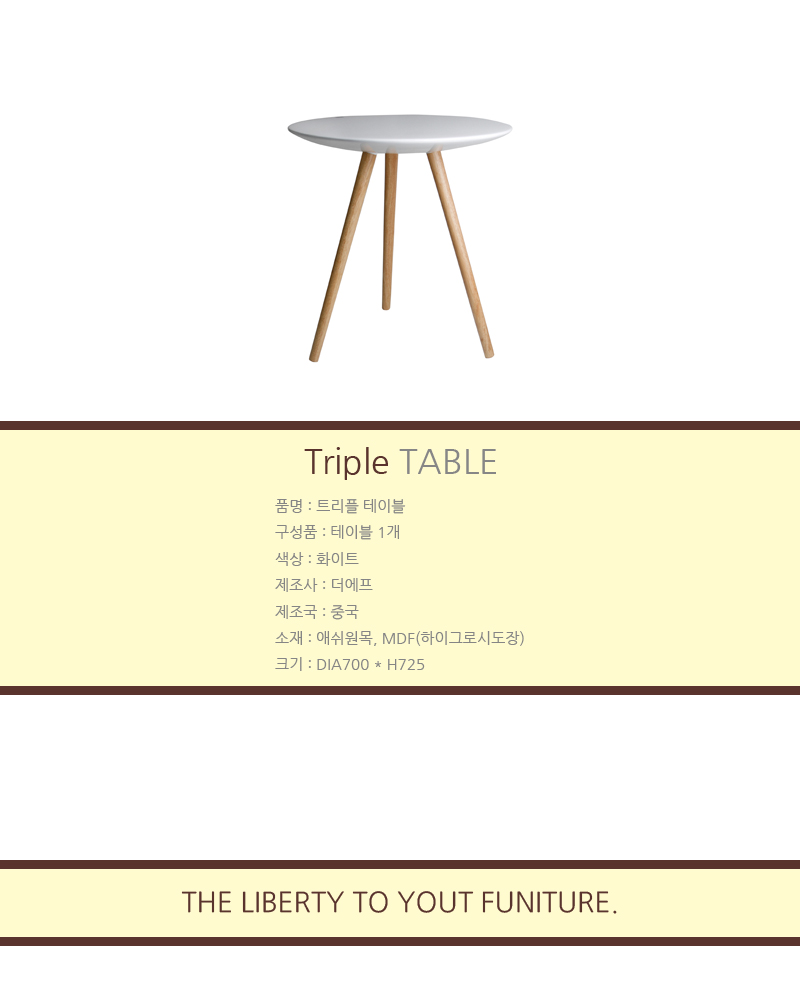 Triple TABLE
품명 : 트리플 테이블
구성품 : 테이블 1개
색상 : 화이트
제조사 : 더에프
제조국 : 중국
소재 : 애쉬원목, MDF(하이그로시도장)
크기 : DIA700 * H725
THE LIBERTY TO YOUT FUNITURE.